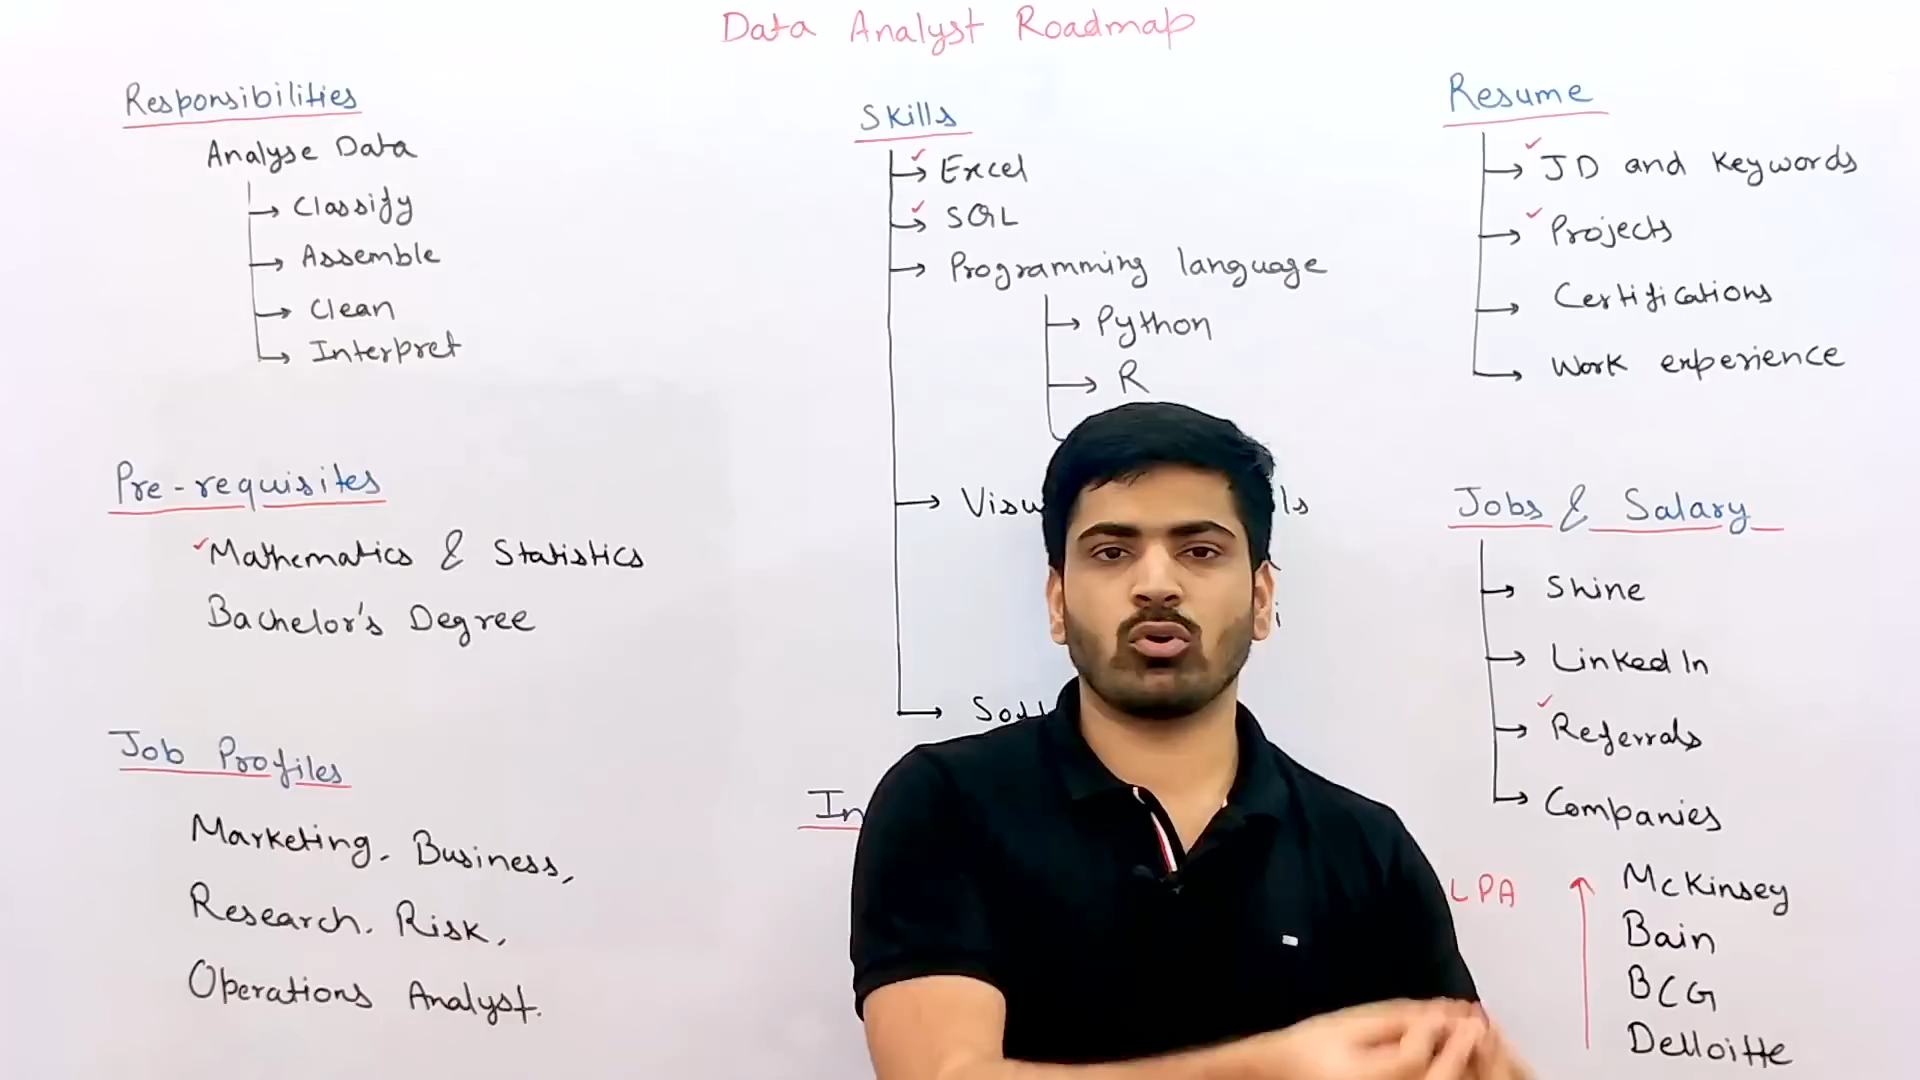 Data Analyst Roadmap
Responsibilities
Analyse Data
Classify
Assemble
Clean
Interpret
Pre-requisites
Mathematics & Statistics
Bachelor's Degree
Job Profiles
Marketing, Business,
Research, Risk,
Operations Analyst.
Skills
Excel
SQL
Programming language
Python
R
Resume
JD and Keywords
Projects
Certifications
Work experience
Jobs & Salary
Shine
LinkedIn
Referrals
Companies
LPA
McKinsey
Bain
BCG
Delloitte